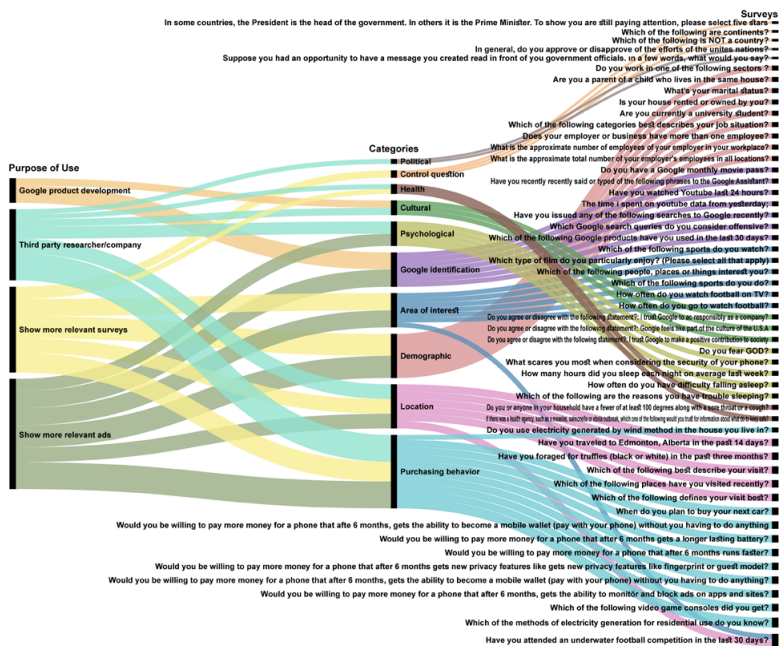 Surveys
In some countries, the President is the head of the government. In others it is the Prime Minister. To show you are still paying attention, please select five stars
Which of the following are continents?
Which of the following is NOT a country?
In general, do you approve or disapprove of the efforts of the unites nations?
Suppose you had an opportunity to have a message you created read in front of you government officials. in a few words, what would you say?
Do you work in one of the following sectors ?
Are you a parent of a child who lives in the same house?
What's your marital status?
Is your house rented or owned by you?
Are you currently a university student?
Which of the following categories best describes your job situation?
Does your employer or business have more than one employee?
What is the approximate number of employees of your employer in your workplace?
What is the approximate total number of your employer's employees in all locations?
Do you have a Google monthly movie pass?
Have you recently recently said or typed of the following phrases to the Google Assistant?
Have you watched Youtube last 24 hours?
The time i spent on youtube data from yesterday;
Have you issued any of the following searches to Google recently?
Which Google search queries do you consider offensive?
Which of the following Google products have you used in the last 30 days?
Which of the following sports do you watch?
Which type of film do you particularly enjoy? (Please select all that apply)
Which of the following people, places or things interest you?
Which of the following sports do you do?
How often do you watch football on TV?
How often do you go to watch football?
Do you agree or disagree with the following statement?: I trust Google to ac responsibly as a company?
Do you agree or disagree with the following statement?: Google feels like part of the culture of the U.S.A
Do you agree or disagree with the following statement?: I trust Google to make a positive contribution to society
Do you fear GOD?
What scares you most when considering the security of your phone?
How many hours did you sleep each night on average last week?
How often do you have difficulty falling asleep?
Which of the following are the reasons you have trouble sleeping?
Do you or anyone in your household have a fewer of at least 100 degrees along with a sore throat or a cough?
If there was a health agency, such as a measles, salmonella or ebola outbreak, which one of the following would you trust for information about what do to keep safe?
Do you use electricity generated by wind method in the house you live in?
Have you traveled to Edmonton, Alberta in the past 14 days?
Have you foraged for truffles (black or white) in the past three months?
Which of the following best describe your visit?
Which of the following places have you visited recently?
Which of the following defines your visit best?
When do you plan to buy your next car?
Would you be willing to pay more money for a phone that afte 6 months, gets the ability to become a mobile wallet (pay with your phone) without you having to do anything
Would you be willing to pay more money for a phone that after 6 months gets a longer lasting battery?
Would you be willing to pay more money for a phone that after 6 months runs faster?
Would you be willing to pay more money for a phone that after 6 months gets new privacy features like gets new privacy features like fingerprint or guest model?
Would you be willing to pay more money for a phone that after 6 months, gets the ability to become a mobile wallet (pay with your phone) without you having to do anything?
Would you be willing to pay more money for a phone that after 6 months, gets the ability to monitor and block ads on apps and sites?
Which of the following video game consoles did you get?
Which of the methods of electricity generation for residential use do you know?
Have you attended an underwater football competition in the last 30 days?
Categories
Political
Control question
Health
Cultural
Psychological
Google identification
Area of interest
Demographic
Location
Purchasing behavior
Purpose of Use
Google product development
Third party researcher/company
Show more relevant surveys
Show more relevant ads